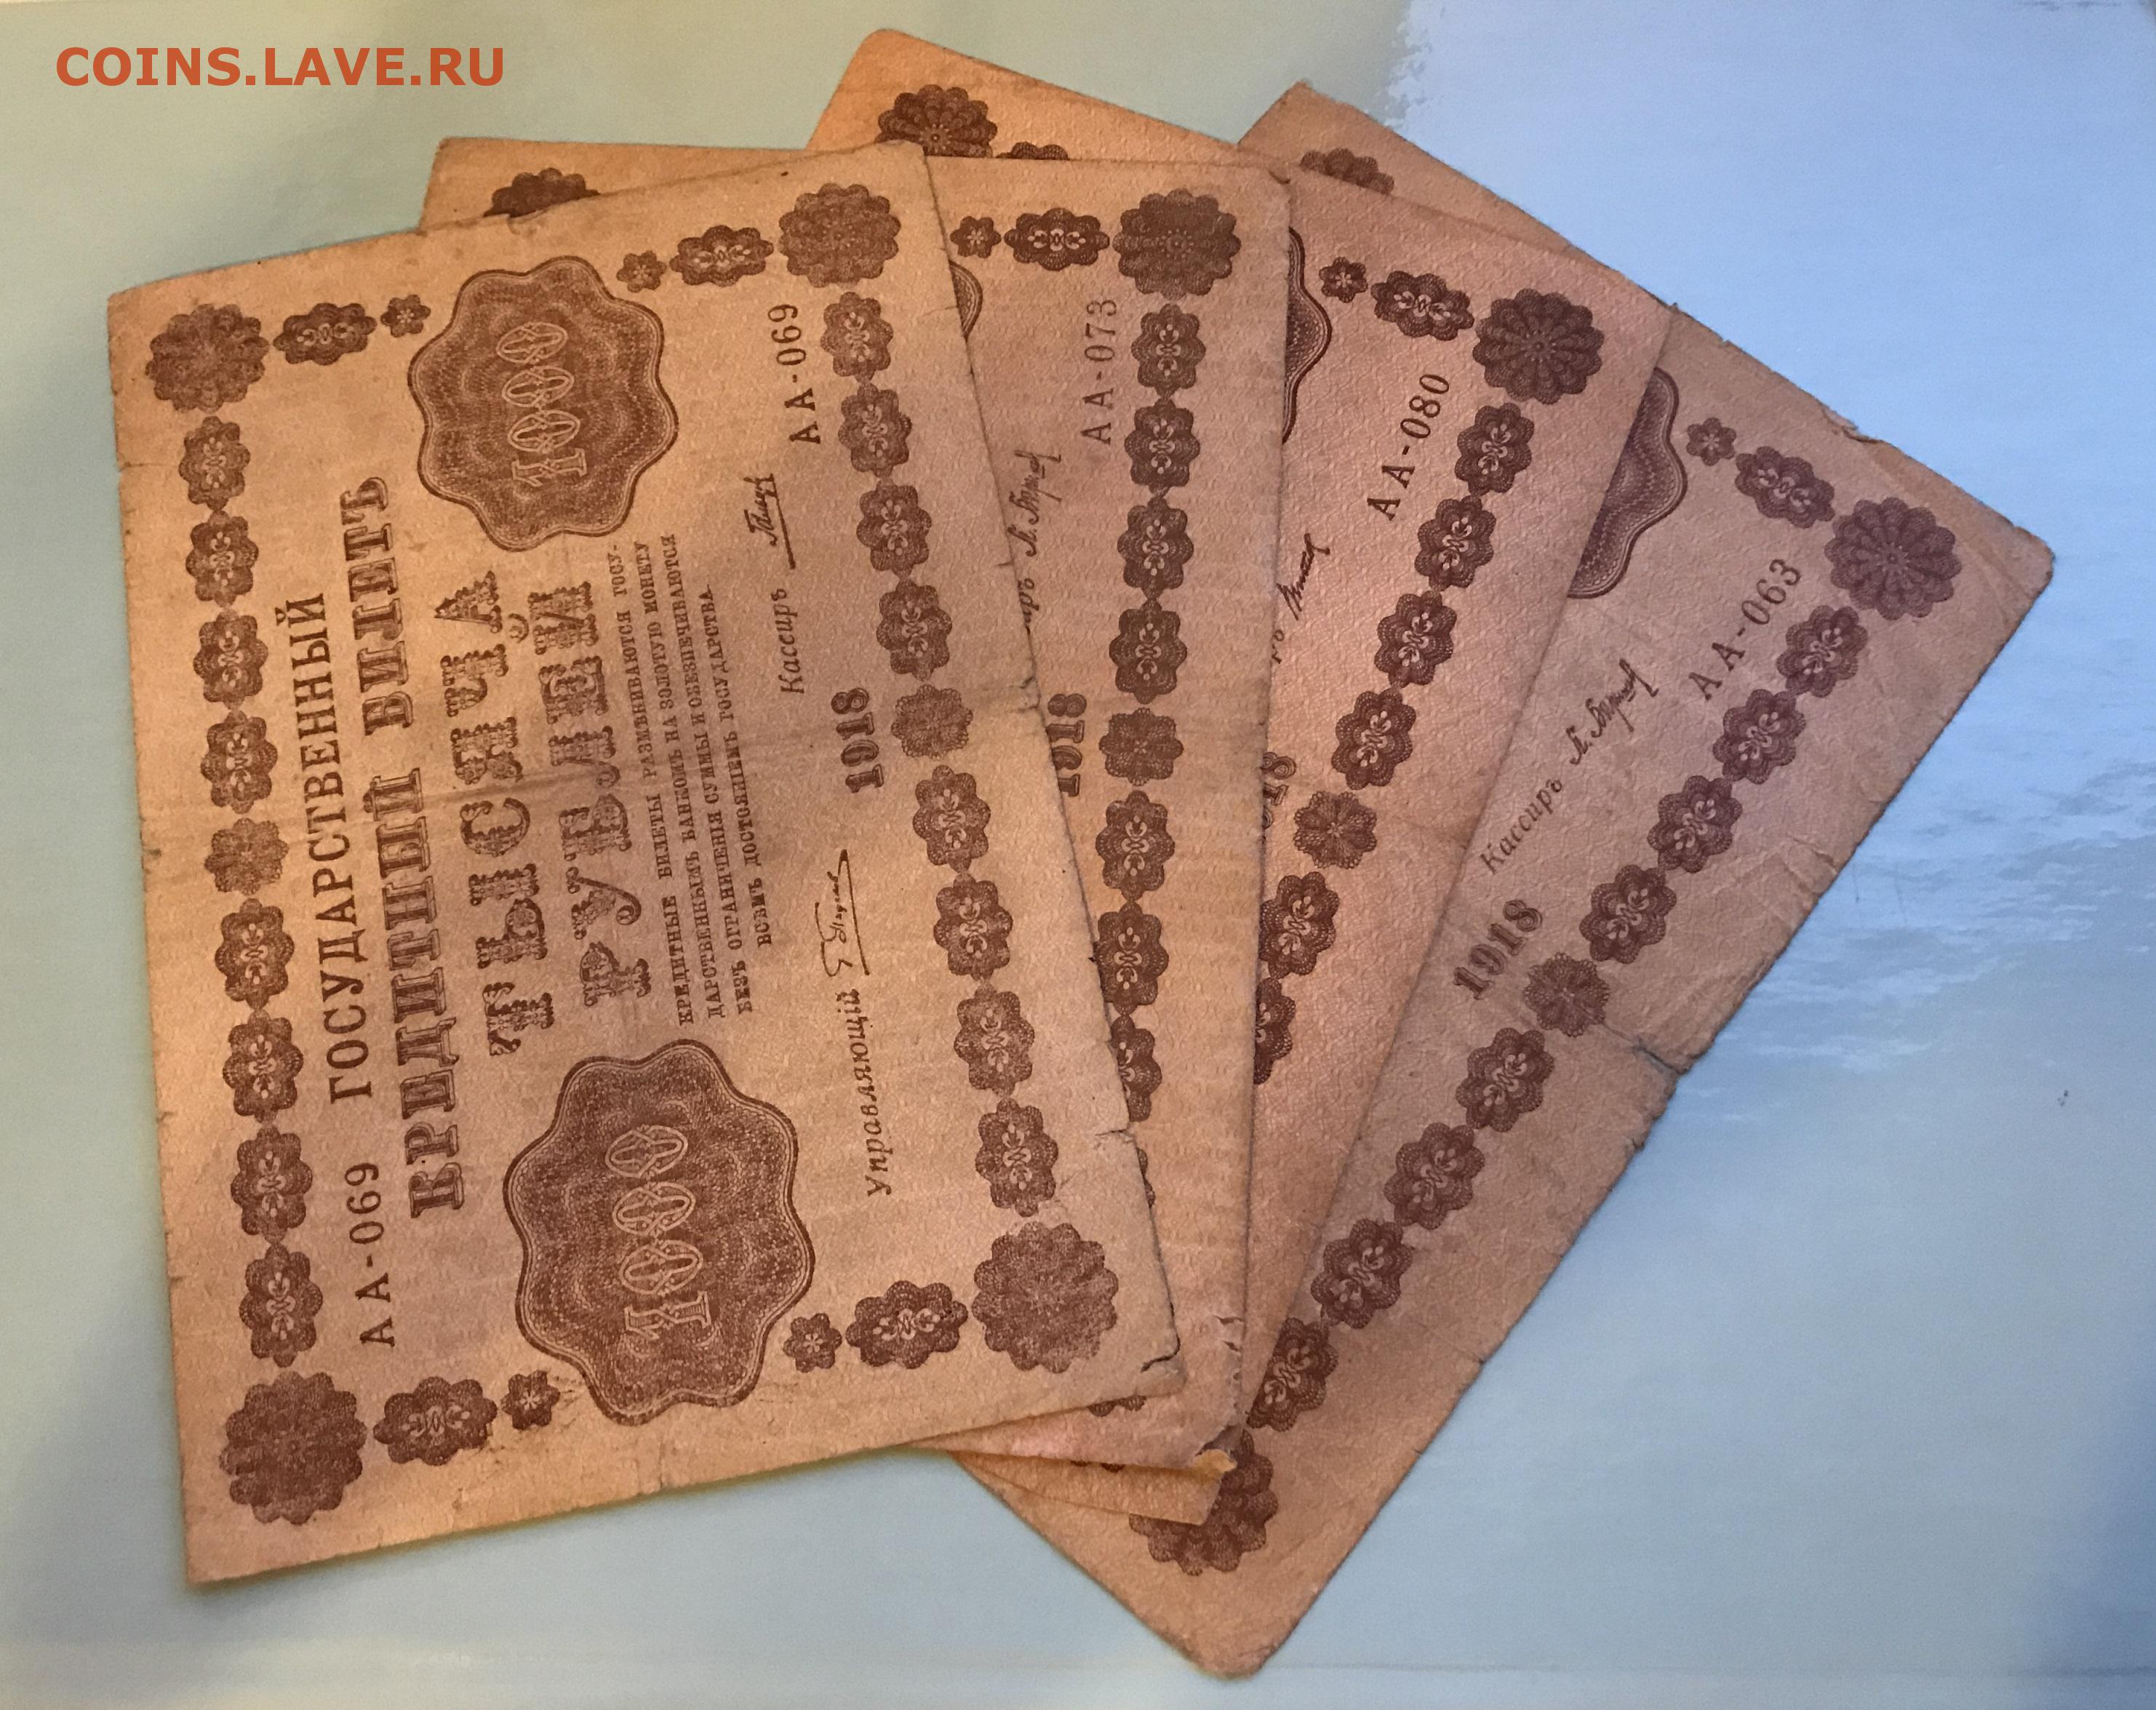 COINS.LAVE.RU
АА-069 ГОСУДАРСТВЕННЫЙ
КРЕДИТНЫЙ БИЛЕТЪ
ТЫСЯЧА
РУБЛЕЙ
КРЕДИТНЫЕ БИЛЕТЫ РАЗМѢНИВАЮТСЯ ГОСУ-
ДАРСТВЕННЫМЪ БАНКОМЪ НА ЗОЛОТУЮ МОНЕТУ
БЕЗЪ ОГРАНИЧЕНІЯ СУММЫ И ОБЕЗПЕЧИВАЮТСЯ
ВСѢМЪ ДОСТОЯНІЕМЪ ГОСУДАРСТВА.
1000
1000
Управляющій
Кассиръ
АА-069
1918
АА-073
1918
АА-080
Кассиръ
АА-063
1918